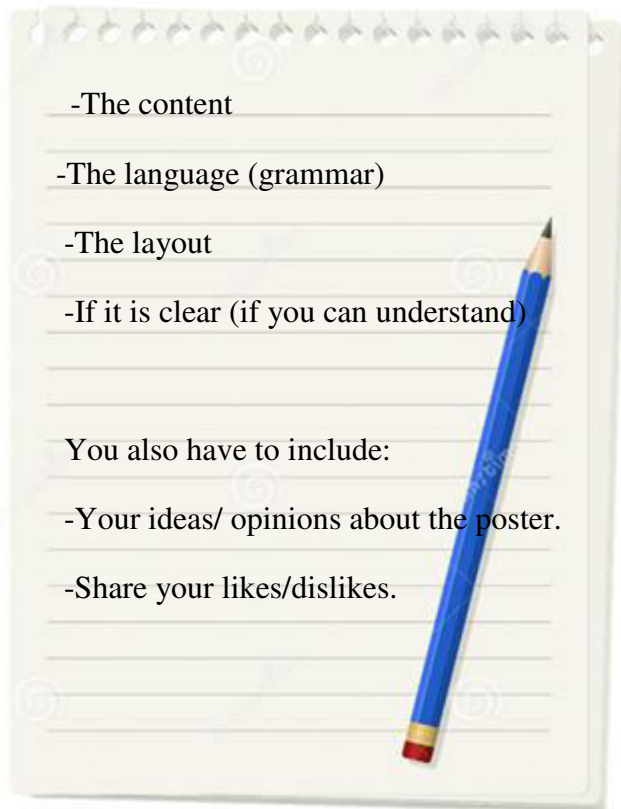 -The content
-The language (grammar)
-The layout
-If it is clear (if you can understand)
You also have to include:
-Your ideas/ opinions about the poster.
-Share your likes/dislikes.